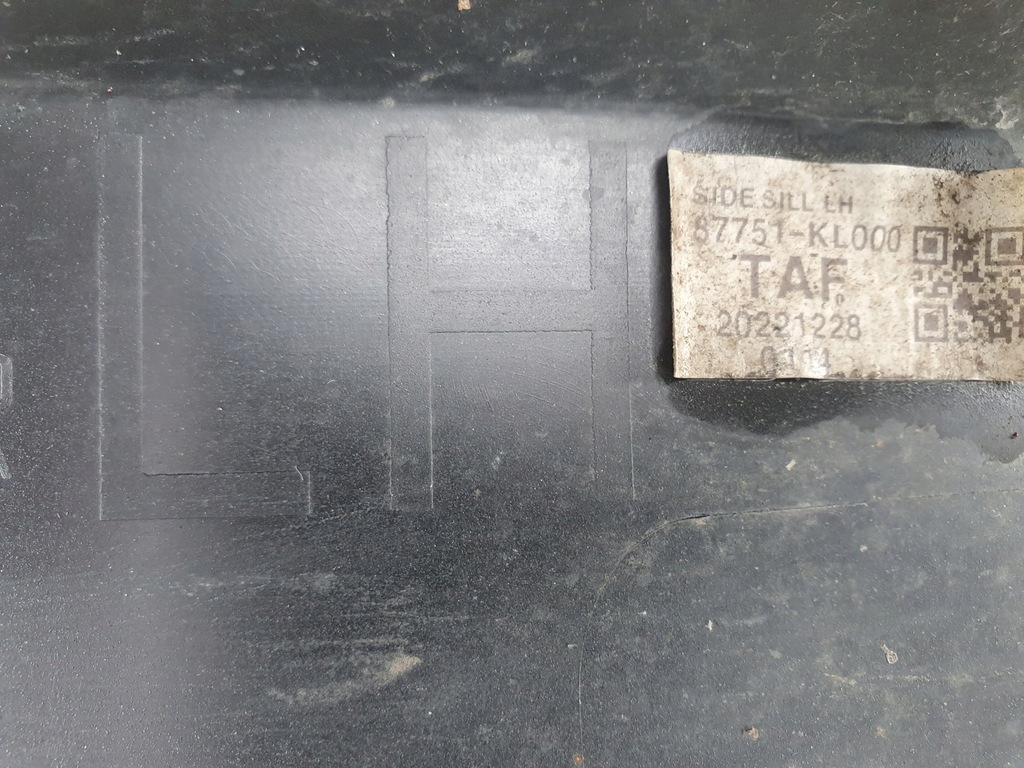 LH
SIDE SILL LH
87751-KL000
TAF
20221228